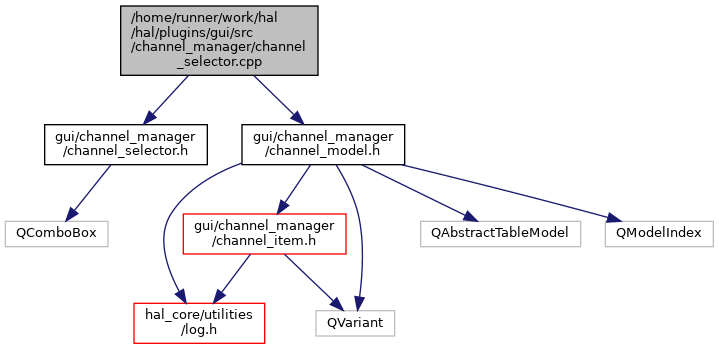 /home/runner/work/hal
/hal/plugins/gui/src
/channel_manager/channel
_selector.cpp
gui/channel_manager
/channel_selector.h
gui/channel_manager
/channel_model.h
QComboBox
gui/channel_manager
/channel_item.h
QAbstractTableModel
QModelIndex
hal_core/utilities
/log.h
QVariant